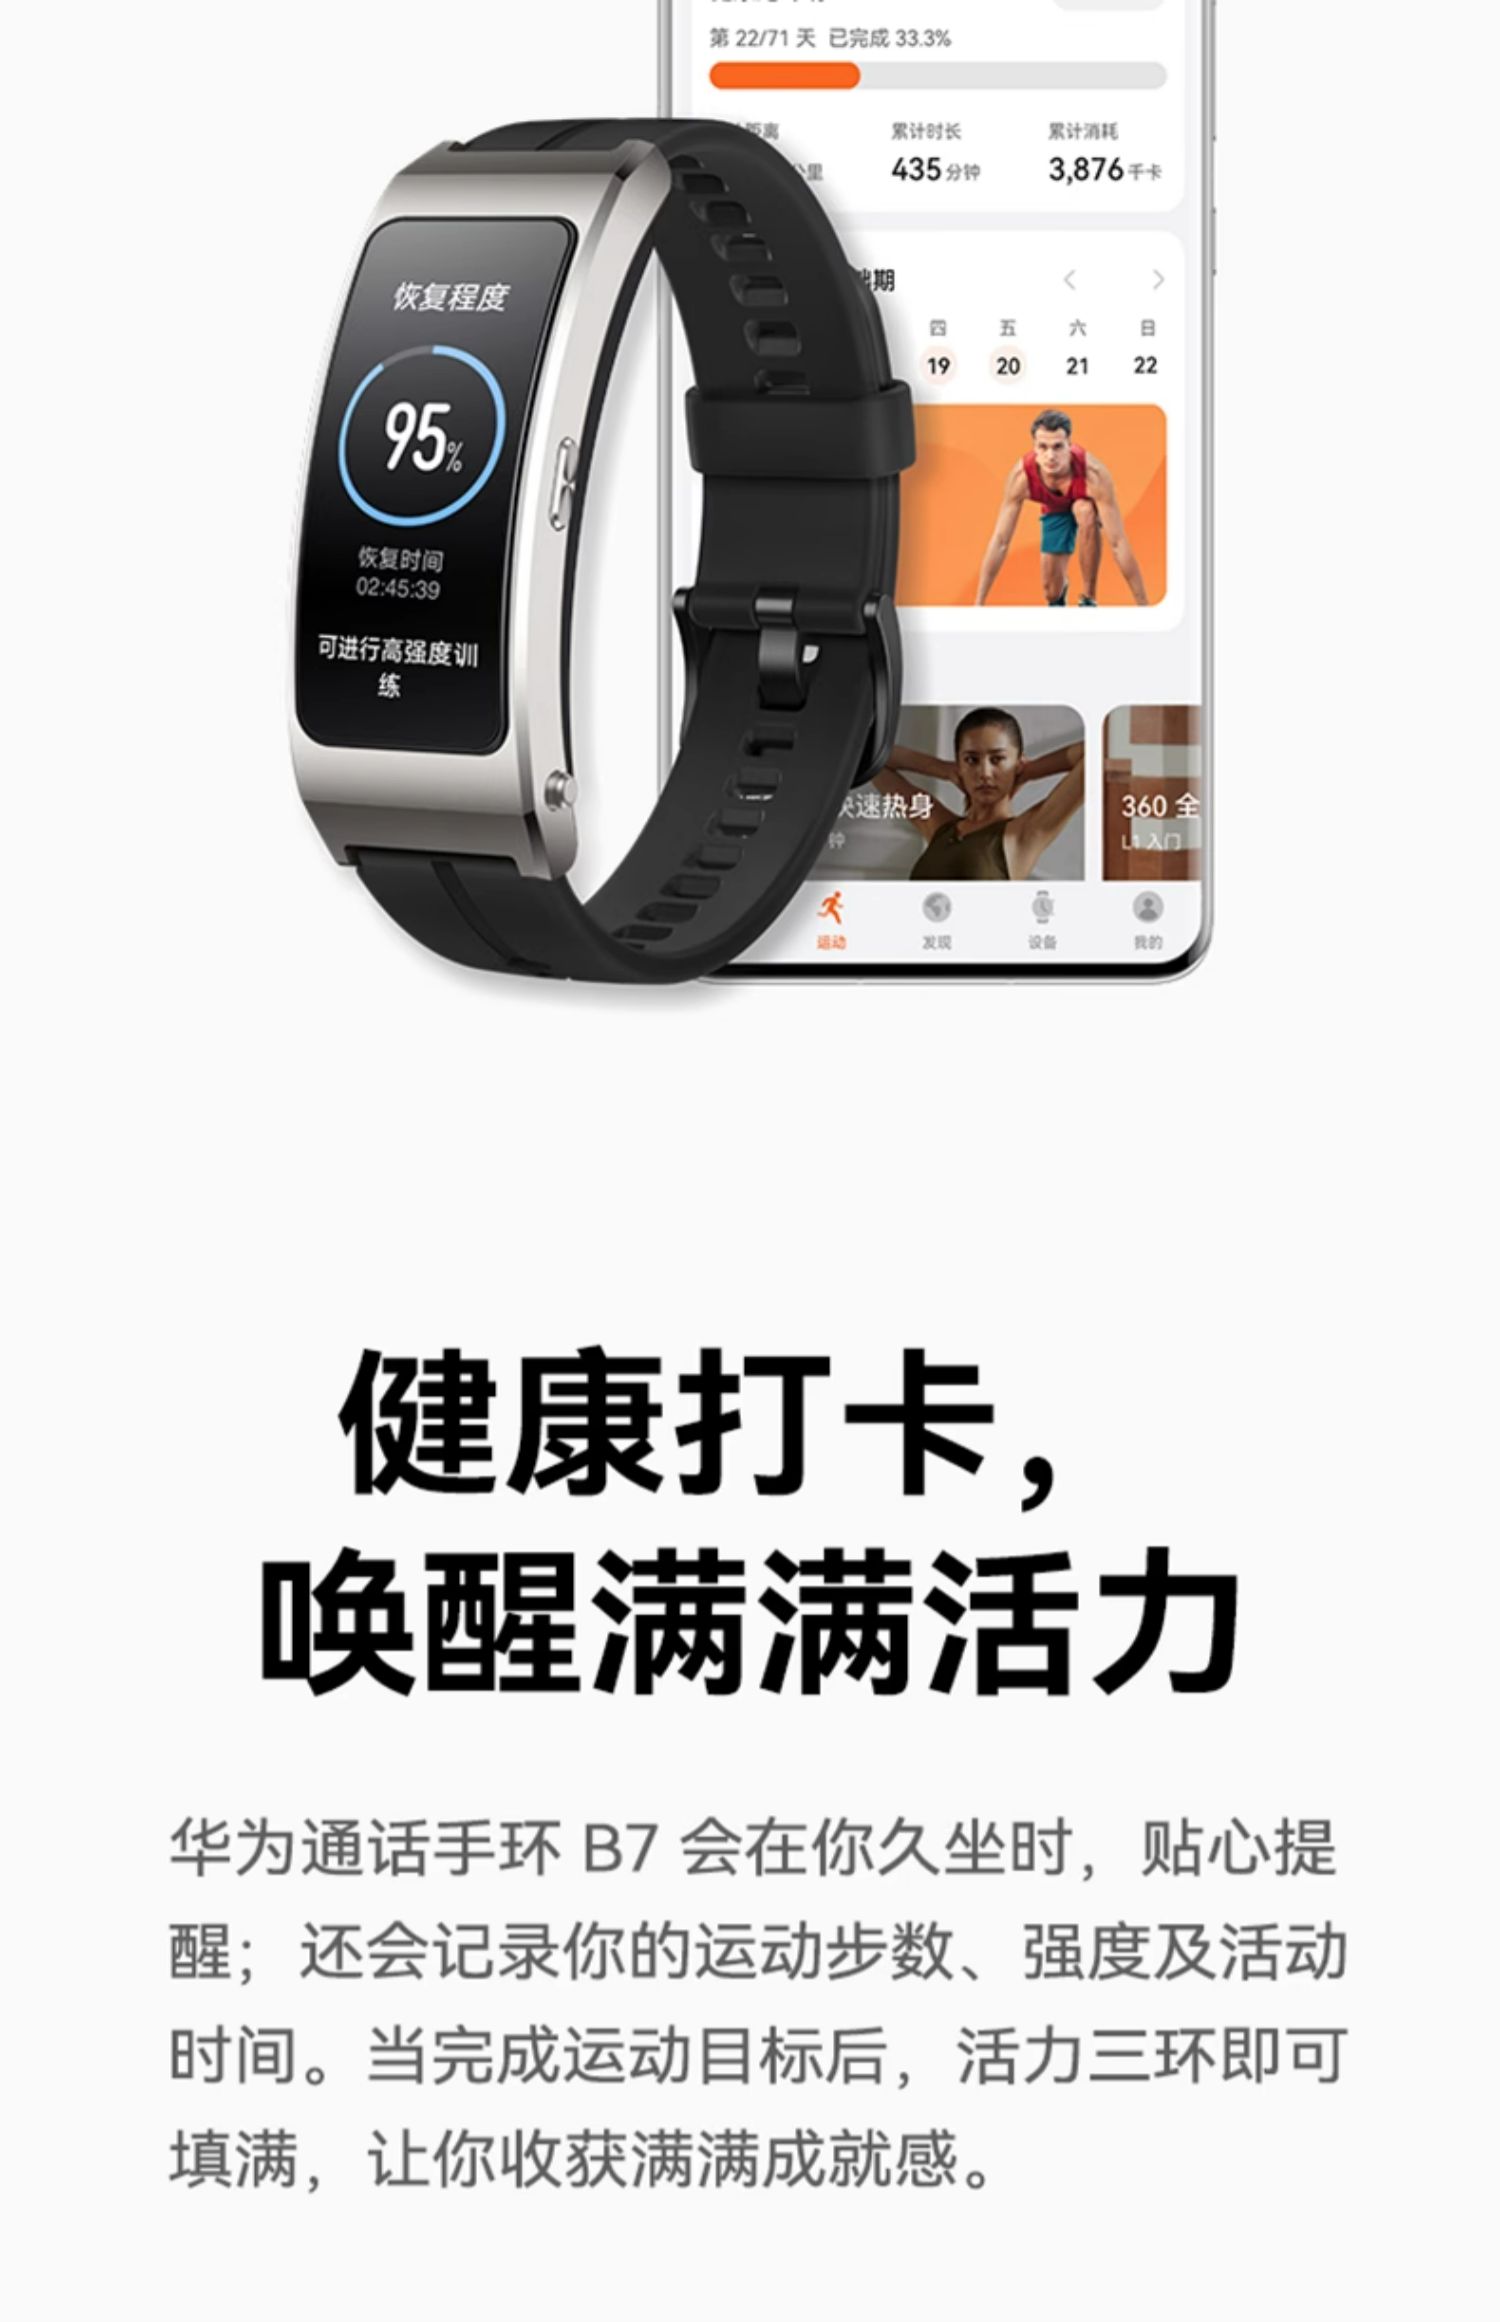 第 22/71 天 已完成 33.3%
距离 累计时长 累计消耗
公里 435 分钟 3,876 千卡
期
四 五 六 日
19 20 21 22
恢复程度
95%
恢复时间
02:45:39
可进行高强度训
练
快速热身
钟
360 全
L1 入门
运动 发现 设备 我的
健康打卡，
唤醒满满活力
华为通话手环 B7 会在你久坐时，贴心提
醒；还会记录你的运动步数、强度及活动
时间。当完成运动目标后，活力三环即可
填满，让你收获满满成就感。